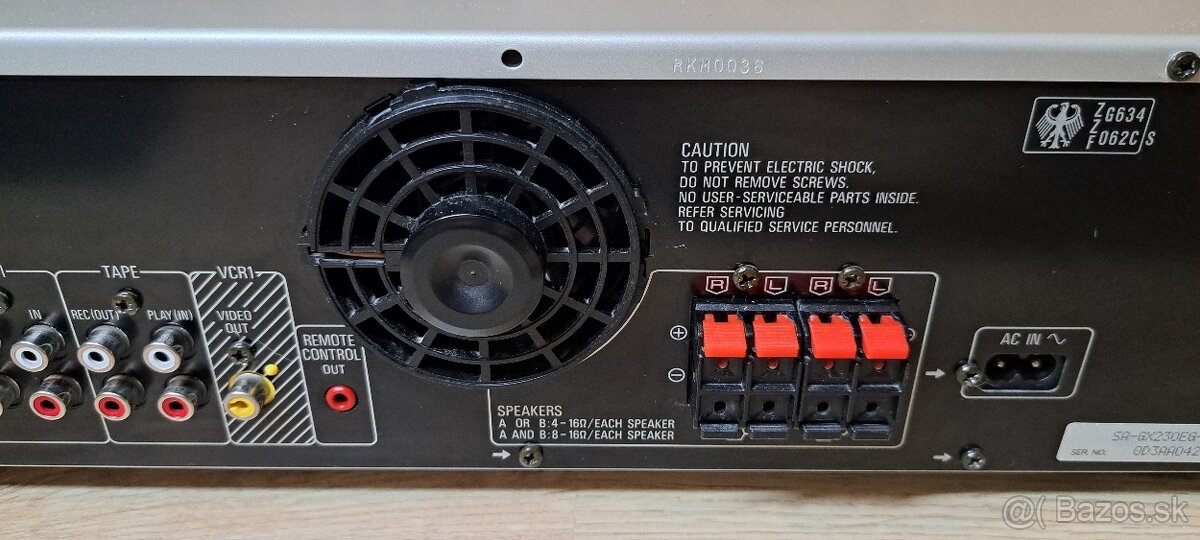 RKM0036
ZG634
Z
F062C/S
CAUTION
TO PREVENT ELECTRIC SHOCK,
DO NOT REMOVE SCREWS.
NO USER-SERVICEABLE PARTS INSIDE.
REFER SERVICING
TO QUALIFIED SERVICE PERSONNEL.
TAPE
VCR1
IN
REC(OUT)
PLAY(IN)
VIDEO
OUT
REMOTE
CONTROL
OUT
R L R L
+
−
SPEAKERS
A OR B:4-16Ω/EACH SPEAKER
A AND B:8-16Ω/EACH SPEAKER
AC IN ∿
SA-GX230EG-
SER. NO. 0D3AA042
@( Bazos.sk